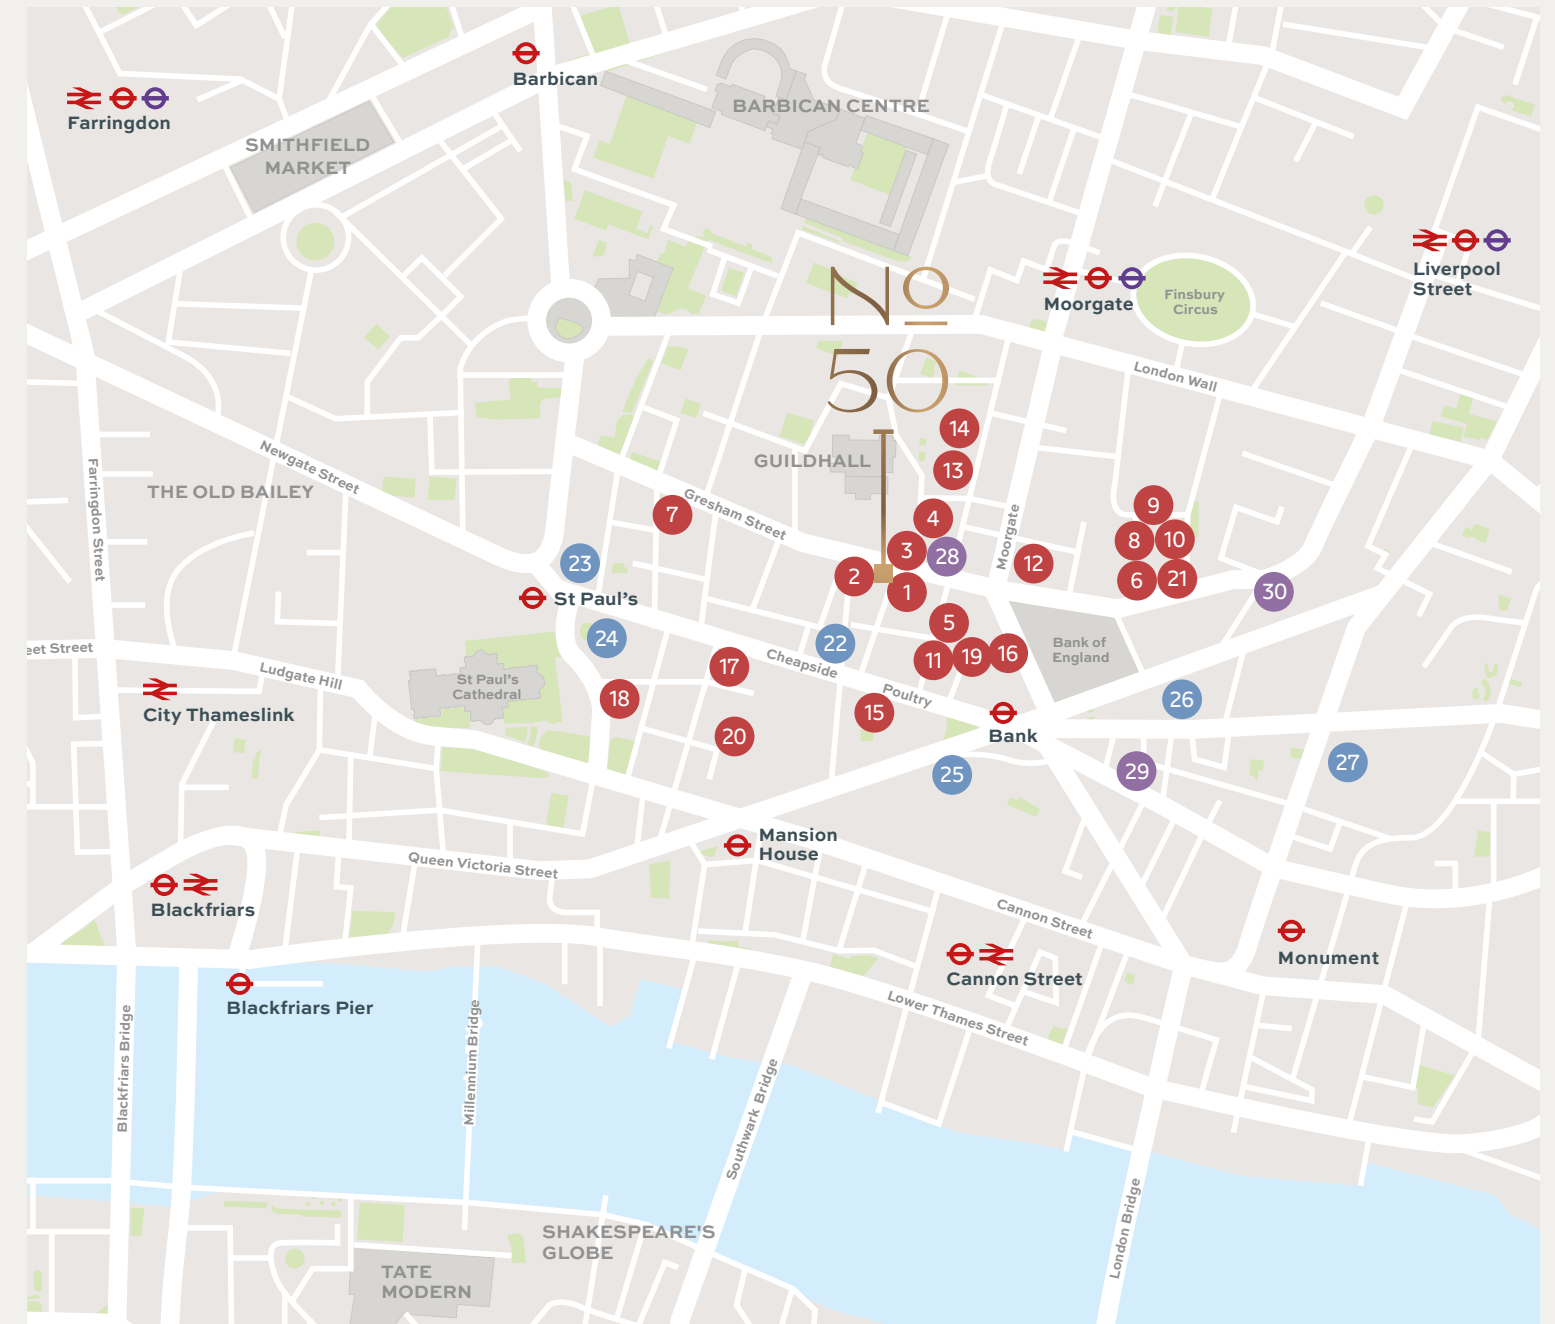 Barbican
Farringdon
BARBICAN CENTRE
SMITHFIELD
MARKET
Liverpool
Street
Moorgate
Finsbury
Circus
Nº
50
London Wall
14
GUILDHALL
13
Newgate Street
THE OLD BAILEY
Farringdon Street
Gresham Street
7
4
Moorgate
9
8
10
3
28
12
23
2
1
6
21
30
St Paul's
24
22
5
Bank of
England
eet Street
Ludgate Hill
St Paul's
Cathedral
17
Cheapside
11
19
16
18
Poultry
26
City Thameslink
15
20
Bank
25
29
27
Mansion
House
Queen Victoria Street
Blackfriars
Cannon Street
Cannon Street
Monument
Blackfriars Pier
Lower Thames Street
Blackfriars Bridge
Millennium Bridge
Southwark Bridge
London Bridge
SHAKESPEARE'S
GLOBE
TATE
MODERN